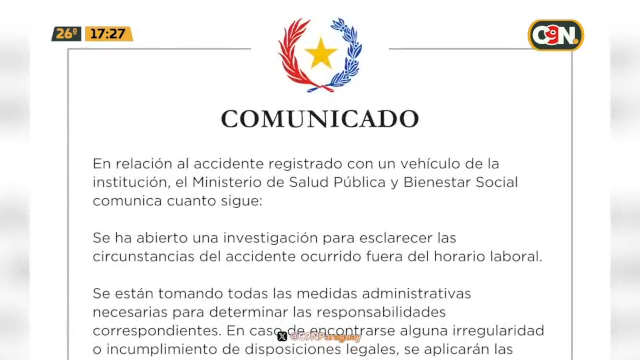 26º 17:27
C9N.
COMUNICADO
En relación al accidente registrado con un vehículo de la
institución, el Ministerio de Salud Pública y Bienestar Social
comunica cuanto sigue:
Se ha abierto una investigación para esclarecer las
circunstancias del accidente ocurrido fuera del horario laboral.
Se están tomando todas las medidas administrativas
necesarias para determinar las responsabilidades
correspondientes. En caso de encontrarse alguna irregularidad
@C9NParaguay
o incumplimiento de disposiciones legales, se aplicarán las